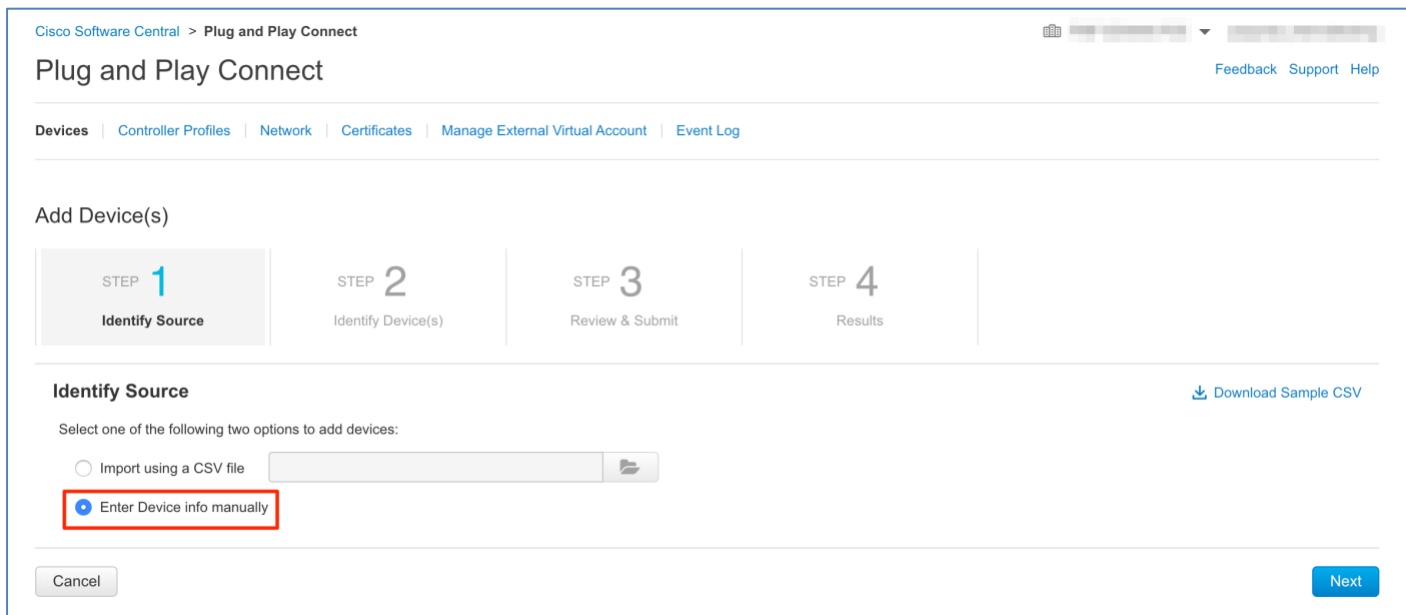 Cisco Software Central > Plug and Play Connect
Plug and Play Connect
Feedback Support Help
Devices | Controller Profiles | Network | Certificates | Manage External Virtual Account | Event Log
Add Device(s)
STEP 1 STEP 2 STEP 3 STEP 4
Identify Source Identify Device(s) Review & Submit Results
Identify Source
Download Sample CSV
Select one of the following two options to add devices:
Import using a CSV file
Enter Device info manually
Cancel
Next